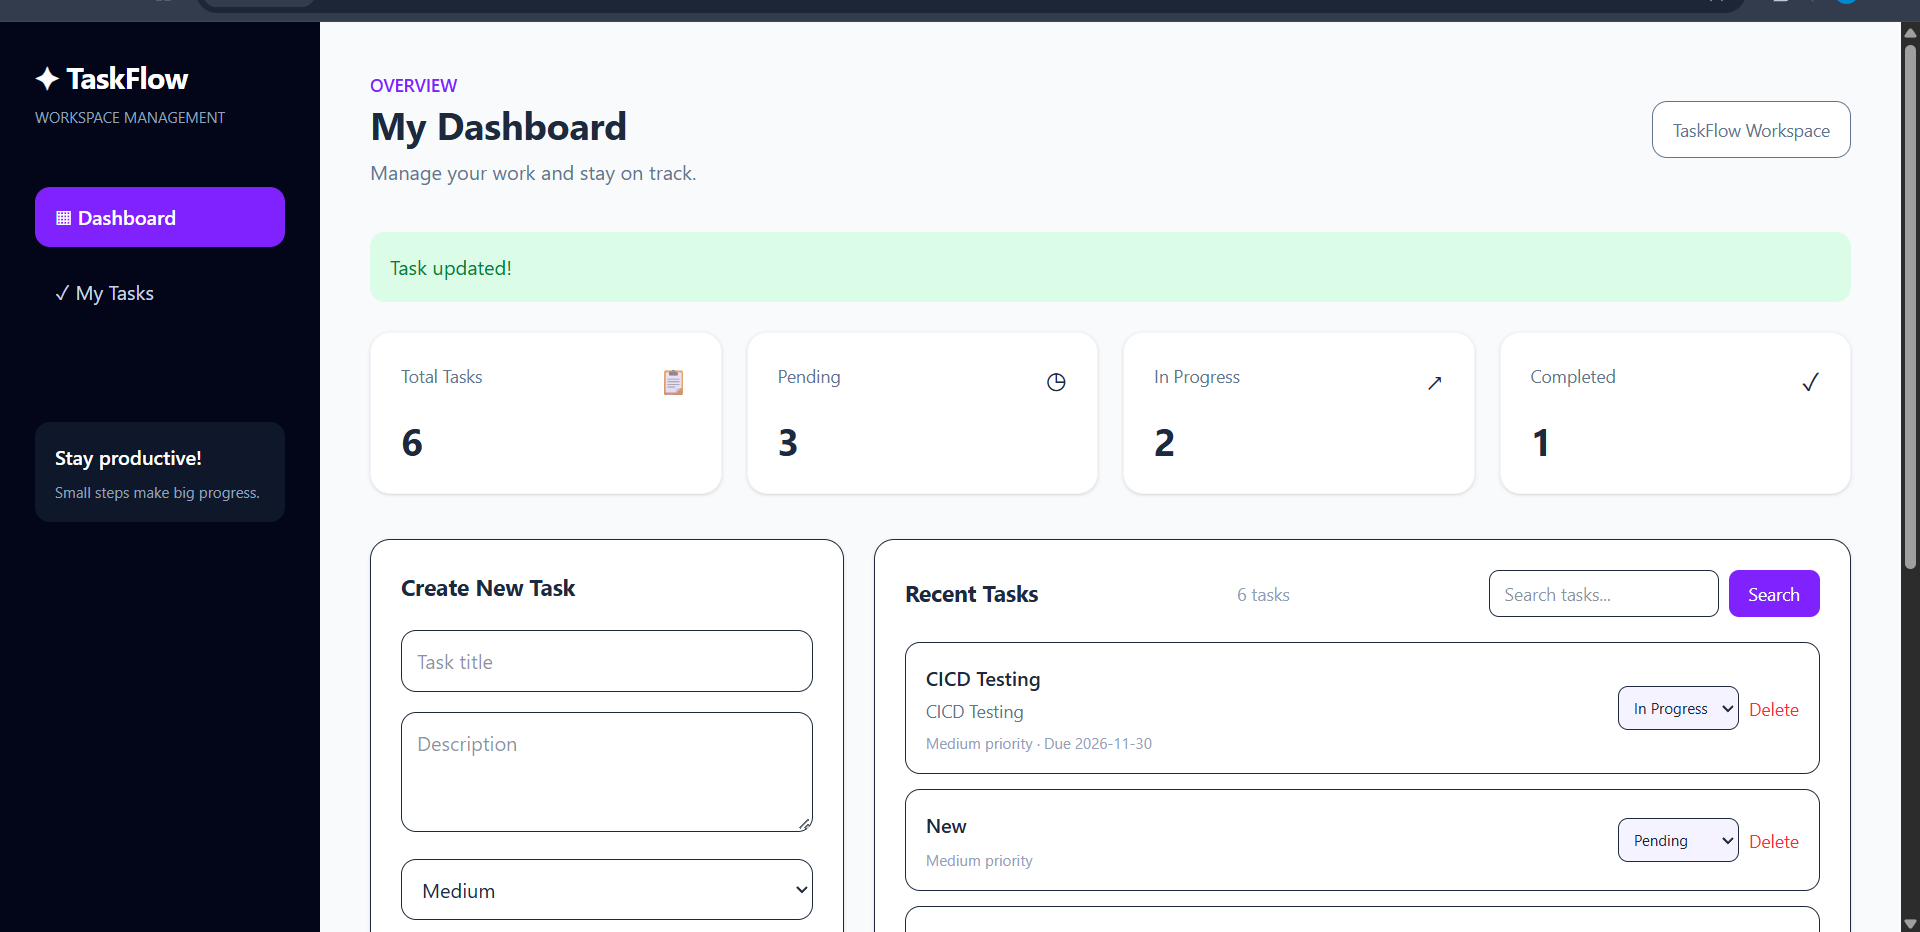 ✦ TaskFlow
WORKSPACE MANAGEMENT
▦ Dashboard
✓ My Tasks
Stay productive!
Small steps make big progress.
OVERVIEW
My Dashboard
Manage your work and stay on track.
TaskFlow Workspace
Task updated!
Total Tasks
6
Pending
3
In Progress
2
Completed
1
Create New Task
Task title
Description
Medium
Recent Tasks
6 tasks
Search tasks...
Search
CICD Testing
CICD Testing
Medium priority · Due 2026-11-30
In Progress
Delete
New
Medium priority
Pending
Delete